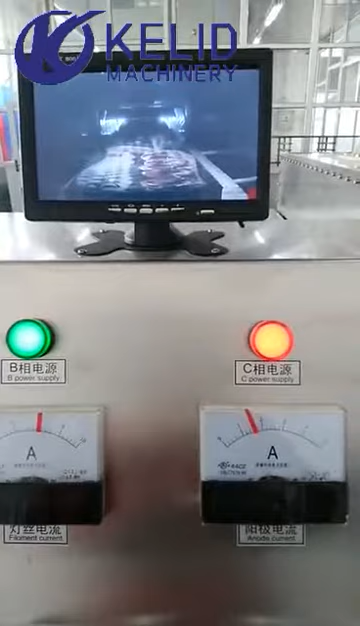 KELID
MACHINERY
B相电源
B power supply
C相电源
C power supply
A
A
灯丝电流
Filament current
阳极电流
Anode current